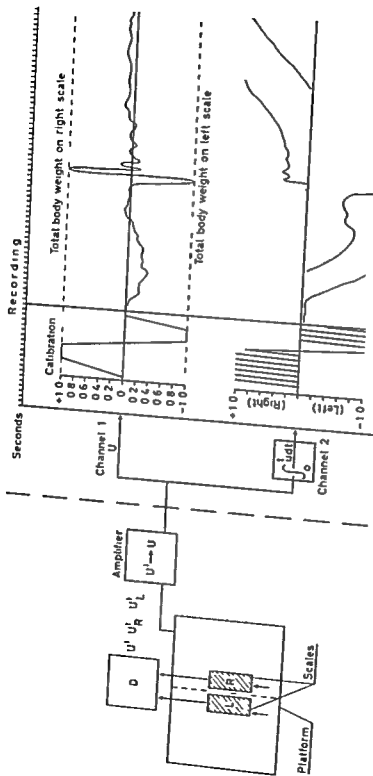 Seconds
Recording
Calibration
Total body weight on right scale
Total body weight on left scale
+1.0
0.8
0.6
0.4
0.2
0
0.2
0.4
0.6
0.8
-1.0
Channel 1
U
Amplifier
U'→U
U' U'R U'L
D
L
R
Scales
Platform
∫ t o udt
Channel 2
+1.0
(Right)
(Left)
-1.0